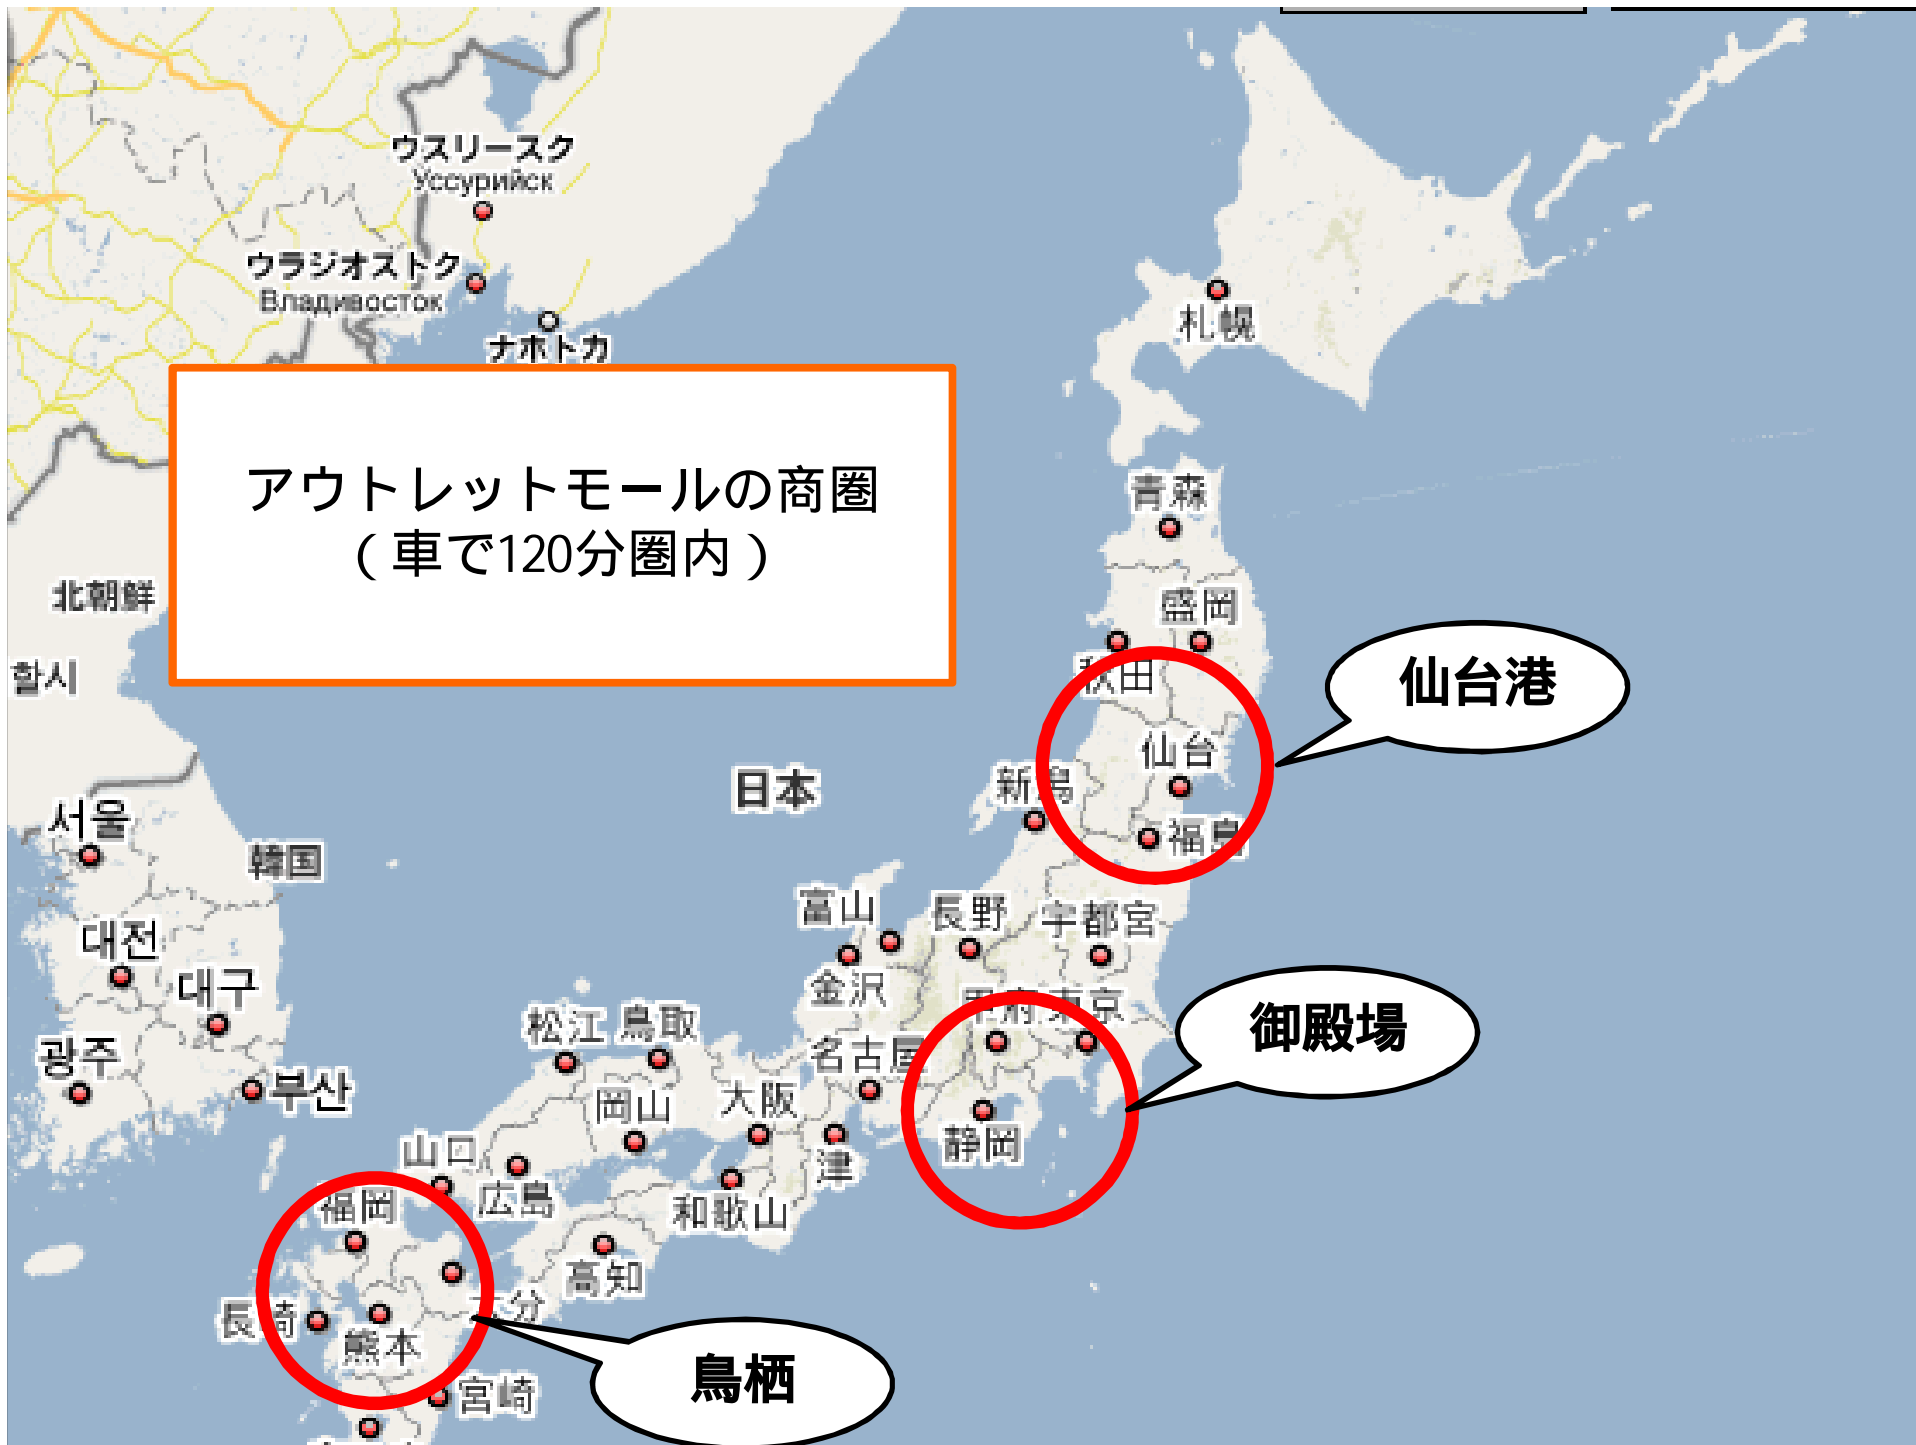 ウスリースク
Уссурийск
ウラジオストク
Владивосток
ナホトカ
札幌
アウトレットモールの商圏
（車で120分圏内）
青森
北朝鮮
盛岡
할시
秋田
仙台港
仙台
日本
新潟
서울
福島
韓国
富山
長野
宇都宮
대전
金沢
대구
甲府
東京
御殿場
松江
鳥取
名古屋
광주
부산
岡山
大阪
静岡
山口
津
広島
福岡
和歌山
高知
大分
長崎
熊本
鳥栖
宮崎